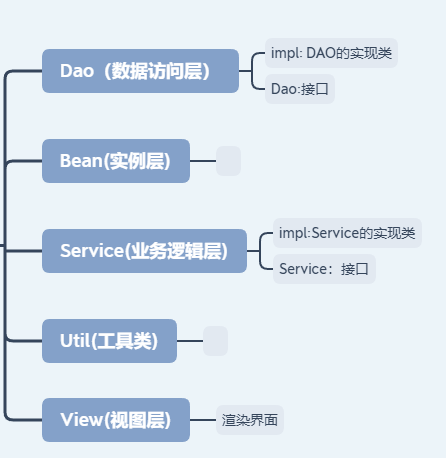 Dao（数据访问层）
impl: DAO的实现类
Dao:接口
Bean(实例层)
Service(业务逻辑层)
impl:Service的实现类
Service：接口
Util(工具类)
View(视图层)
渲染界面